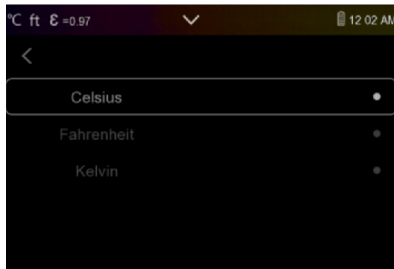 °C ft ε =0.97 12 02 AM
Celsius
Fahrenheit
Kelvin